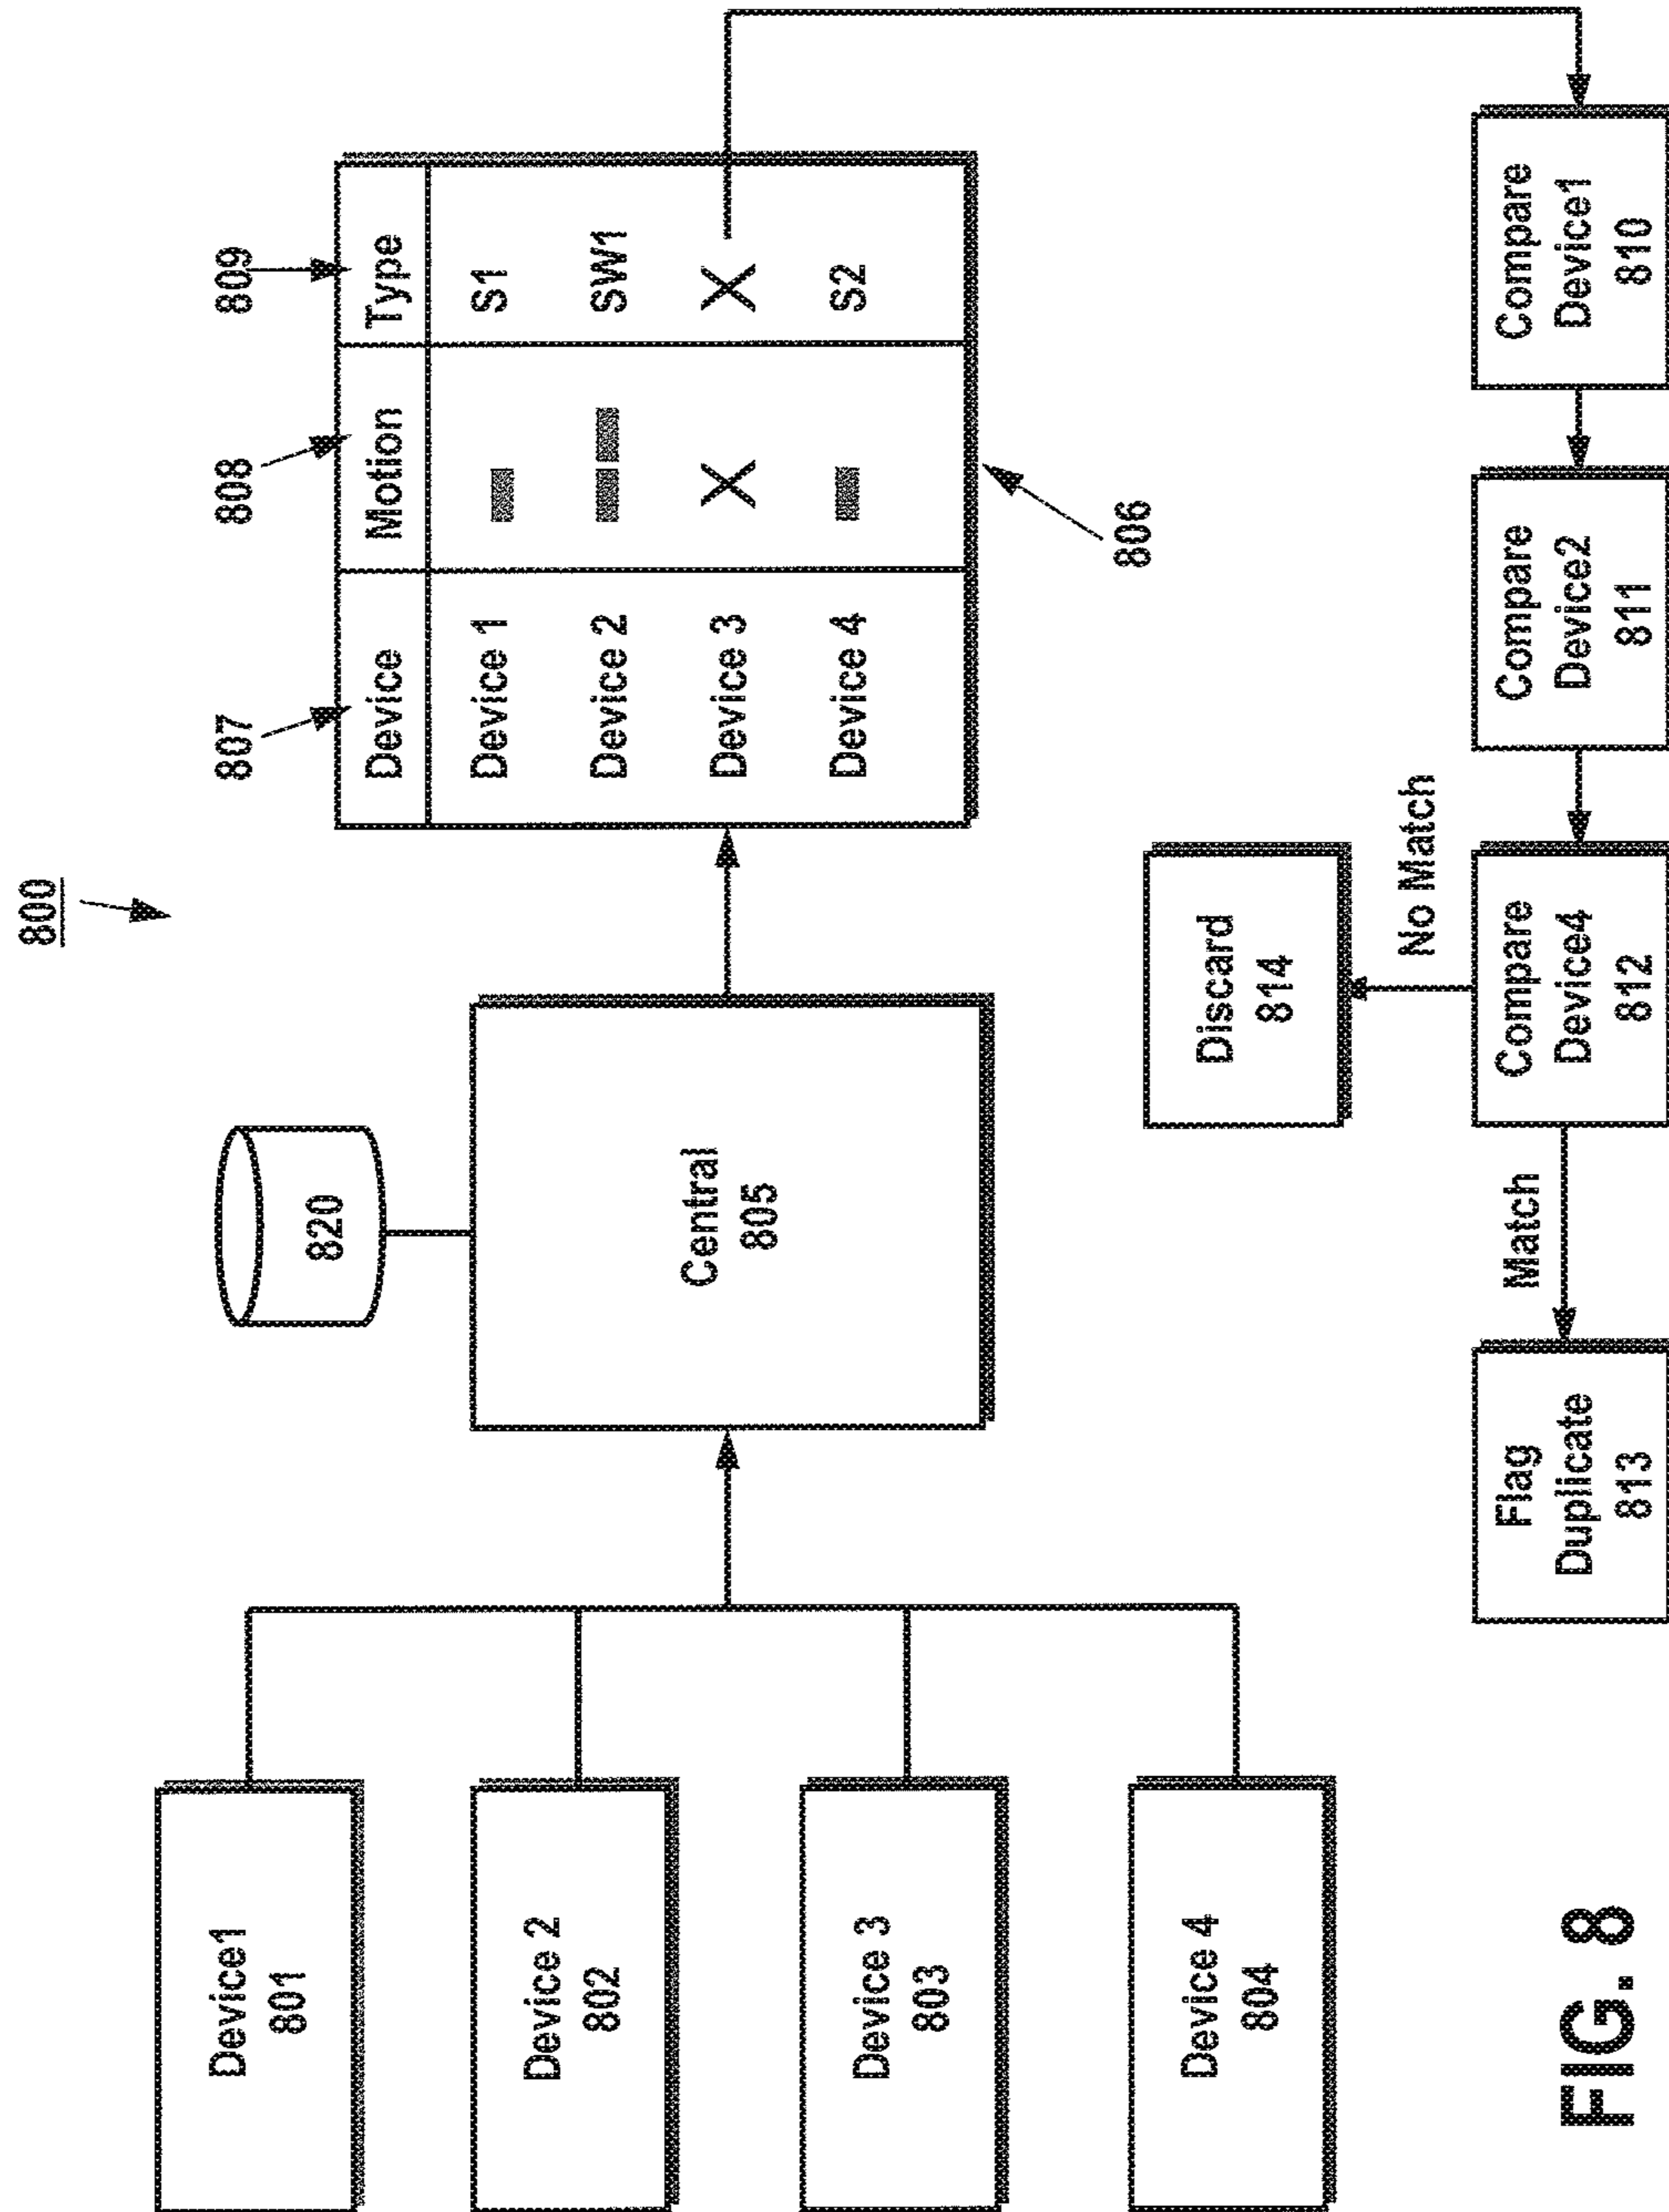 800
Device1
801
Device 2
802
Device 3
803
Device 4
804
820
Central
805
807
808
809
Device Motion Type
Device 1 S1
Device 2 SW1
Device 3 X X
Device 4 S2
806
Compare
Device1
810
Compare
Device2
811
Compare
Device4
812
No Match
Discard
814
Match
Flag
Duplicate
813
FIG. 8